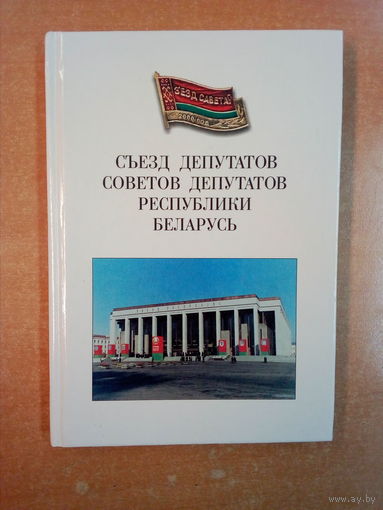 З'ЕЗД САВЕТАЎ
2000 год
СЪЕЗД ДЕПУТАТОВ
СОВЕТОВ ДЕПУТАТОВ
РЕСПУБЛИКИ
БЕЛАРУСЬ
www.ay.by